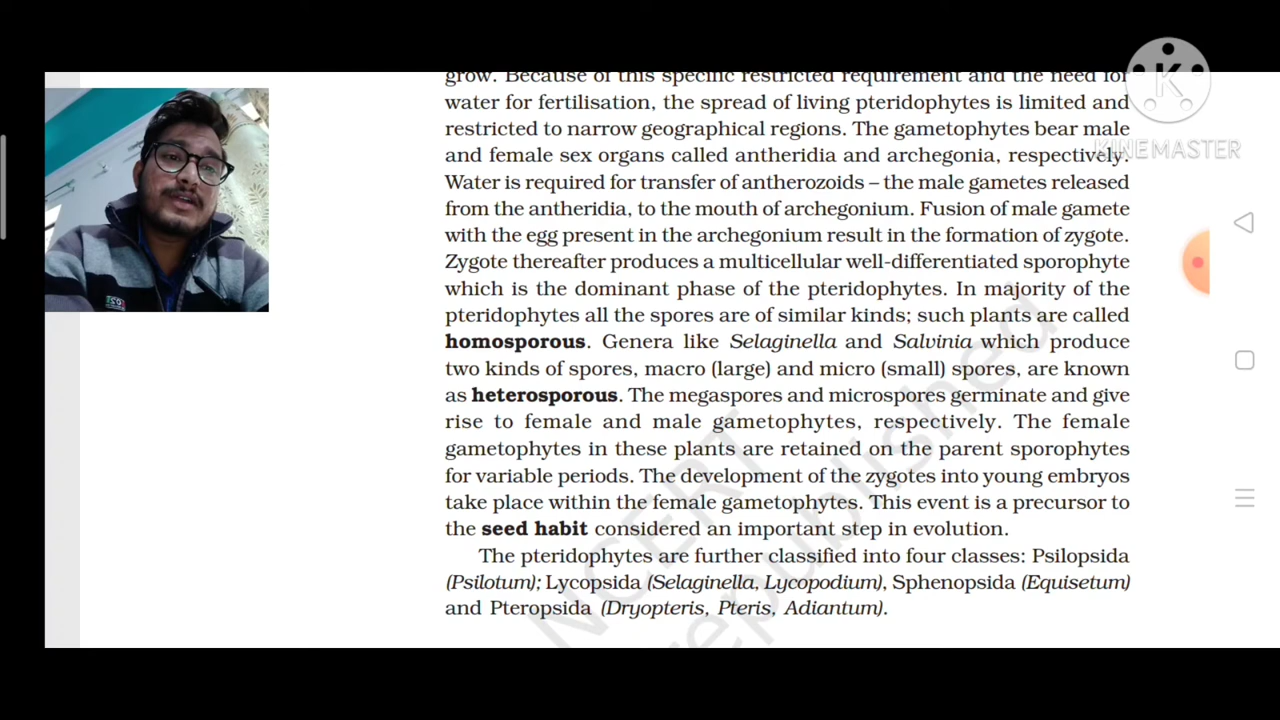 grow. Because of this specific restricted requirement and the need for
water for fertilisation, the spread of living pteridophytes is limited and
restricted to narrow geographical regions. The gametophytes bear male
and female sex organs called antheridia and archegonia, respectively.
Water is required for transfer of antherozoids – the male gametes released
from the antheridia, to the mouth of archegonium. Fusion of male gamete
with the egg present in the archegonium result in the formation of zygote.
Zygote thereafter produces a multicellular well-differentiated sporophyte
which is the dominant phase of the pteridophytes. In majority of the
pteridophytes all the spores are of similar kinds; such plants are called
homosporous. Genera like Selaginella and Salvinia which produce
two kinds of spores, macro (large) and micro (small) spores, are known
as heterosporous. The megaspores and microspores germinate and give
rise to female and male gametophytes, respectively. The female
gametophytes in these plants are retained on the parent sporophytes
for variable periods. The development of the zygotes into young embryos
take place within the female gametophytes. This event is a precursor to
the seed habit considered an important step in evolution.
The pteridophytes are further classified into four classes: Psilopsida
(Psilotum); Lycopsida (Selaginella, Lycopodium), Sphenopsida (Equisetum)
and Pteropsida (Dryopteris, Pteris, Adiantum).
K
KINEMASTER
NCERT
republished